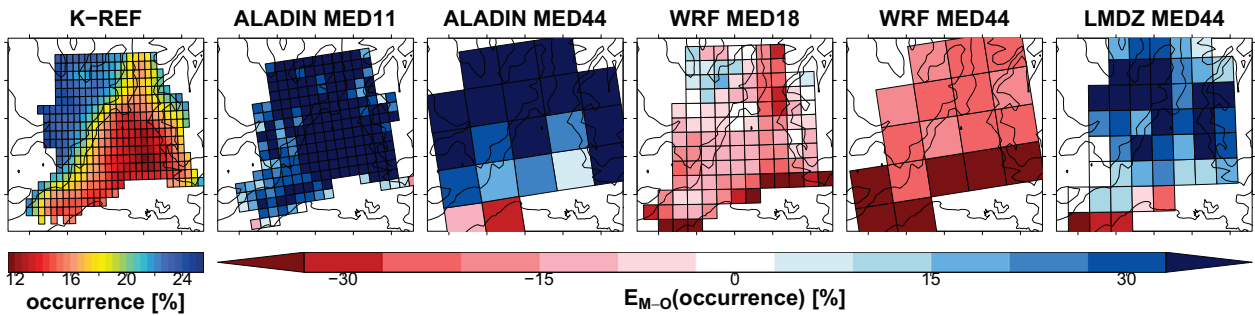 K–REF ALADIN MED11 ALADIN MED44 WRF MED18 WRF MED44 LMDZ MED44
12 16 20 24 −30 −15 0 15 30
occurrence [%] E_M–O(occurrence) [%]